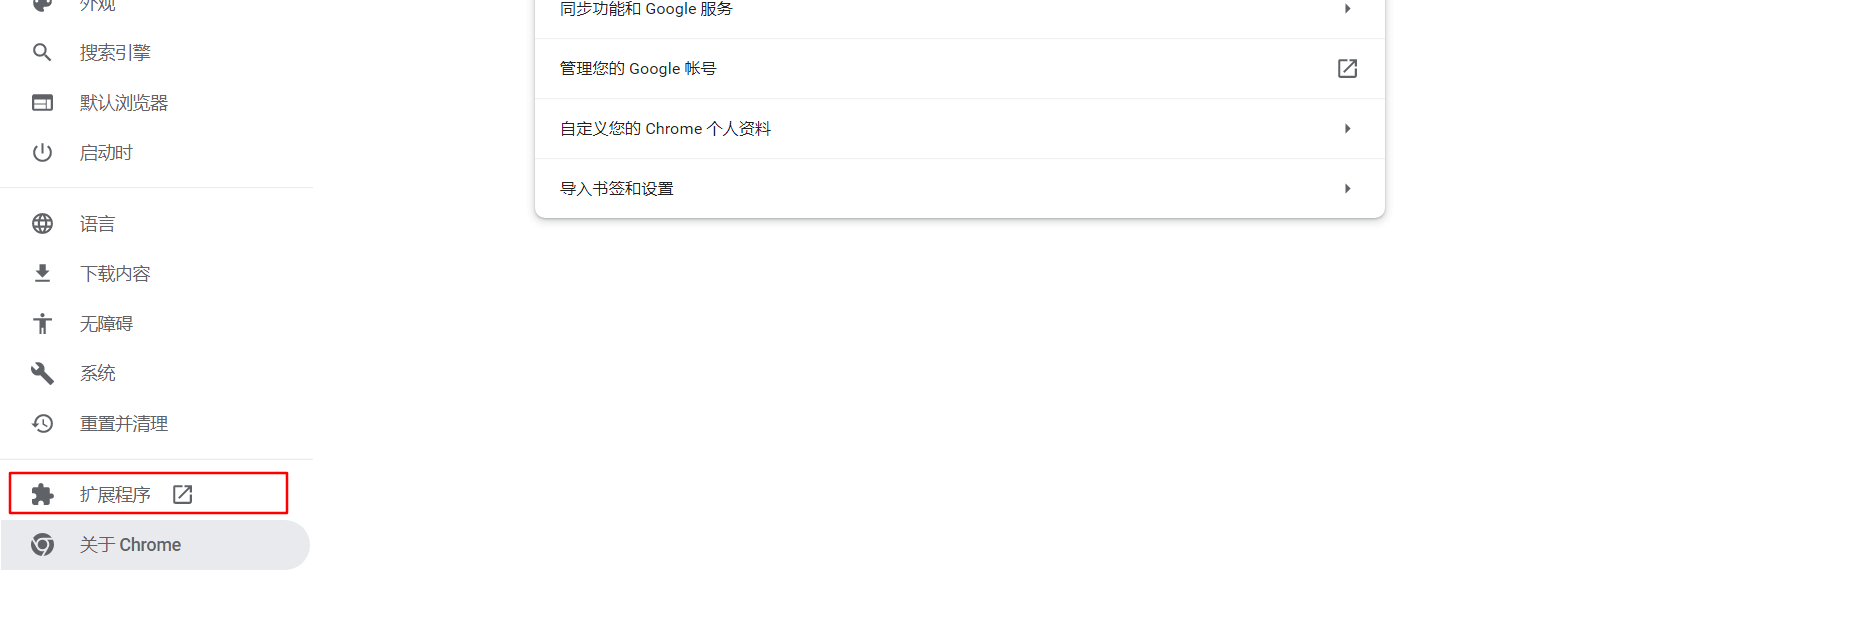 外观
搜索引擎
默认浏览器
启动时
语言
下载内容
无障碍
系统
重置并清理
扩展程序
关于 Chrome
同步功能和 Google 服务
管理您的 Google 帐号
自定义您的 Chrome 个人资料
导入书签和设置